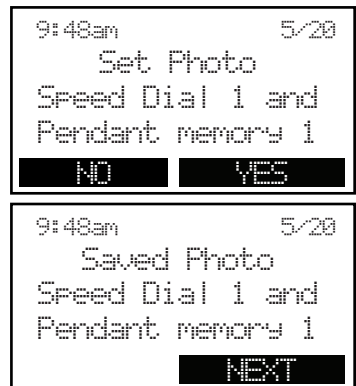 9:48am 5/20
Set Photo
Speed Dial 1 and
Pendant memory 1
NO YES
9:48am 5/20
Saved Photo
Speed Dial 1 and
Pendant memory 1
NEXT